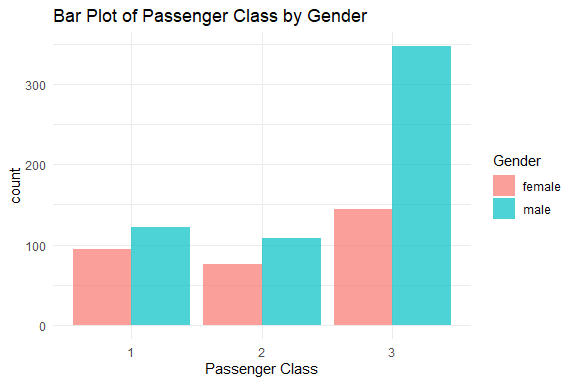 Bar Plot of Passenger Class by Gender
300
200
100
0
count
1 2 3
Passenger Class
Gender
female
male